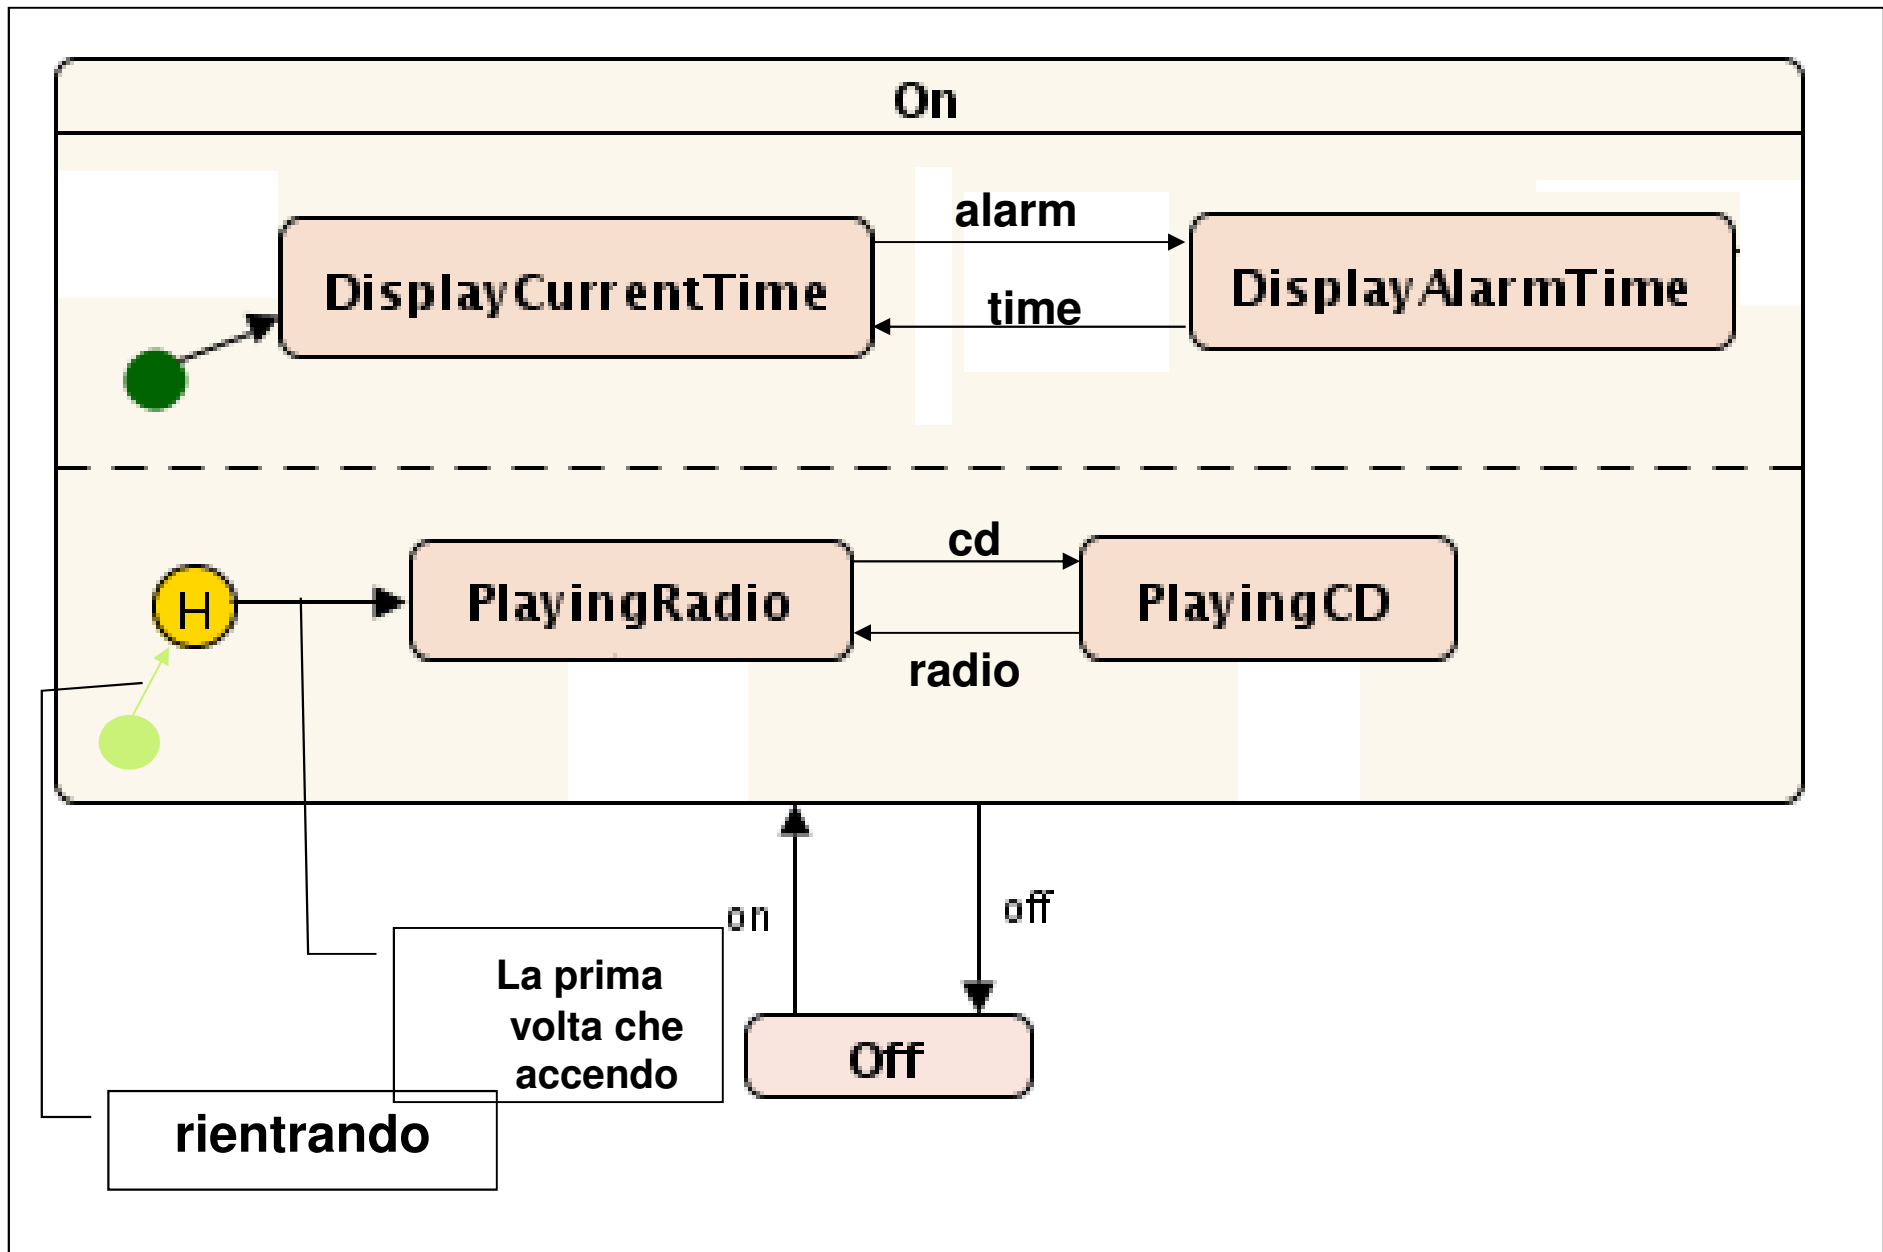 On
alarm
DisplayCurrentTime
DisplayAlarmTime
time
cd
H
PlayingRadio
PlayingCD
radio
on
off
La prima
volta che
accendo
Off
rientrando